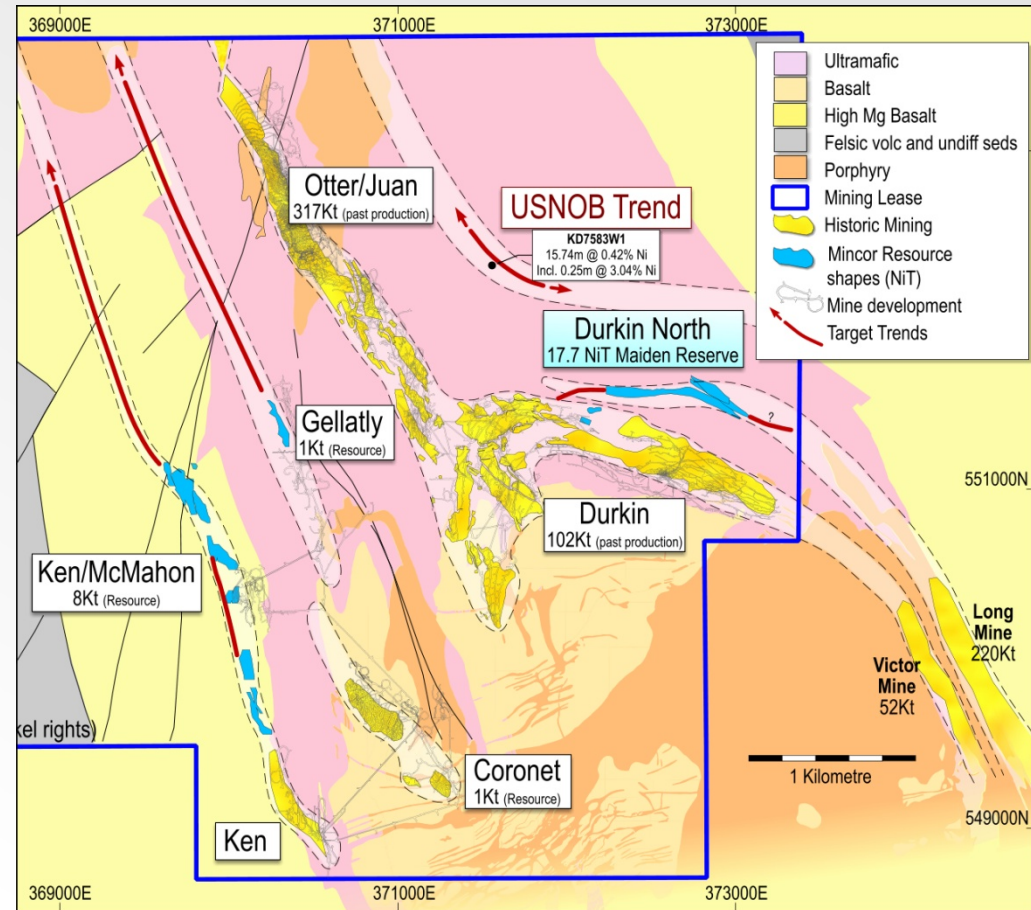 369000E
371000E
373000E
Ultramafic
Basalt
High Mg Basalt
Felsic volc and undiff seds
Porphyry
Mining Lease
Historic Mining
Mincor Resource
shapes (NiT)
Mine development
Target Trends
Otter/Juan
317Kt (past production)
USNOB Trend
KD7583W1
15.74m @ 0.42% Ni
Incl. 0.25m @ 3.04% Ni
Durkin North
17.7 NiT Maiden Reserve
?
Gellatly
1Kt (Resource)
551000N
Durkin
102Kt (past production)
Ken/McMahon
8Kt (Resource)
Long
Mine
220Kt
Victor
Mine
52Kt
kel rights)
1 Kilometre
Coronet
1Kt (Resource)
549000N
Ken
369000E
371000E
373000E